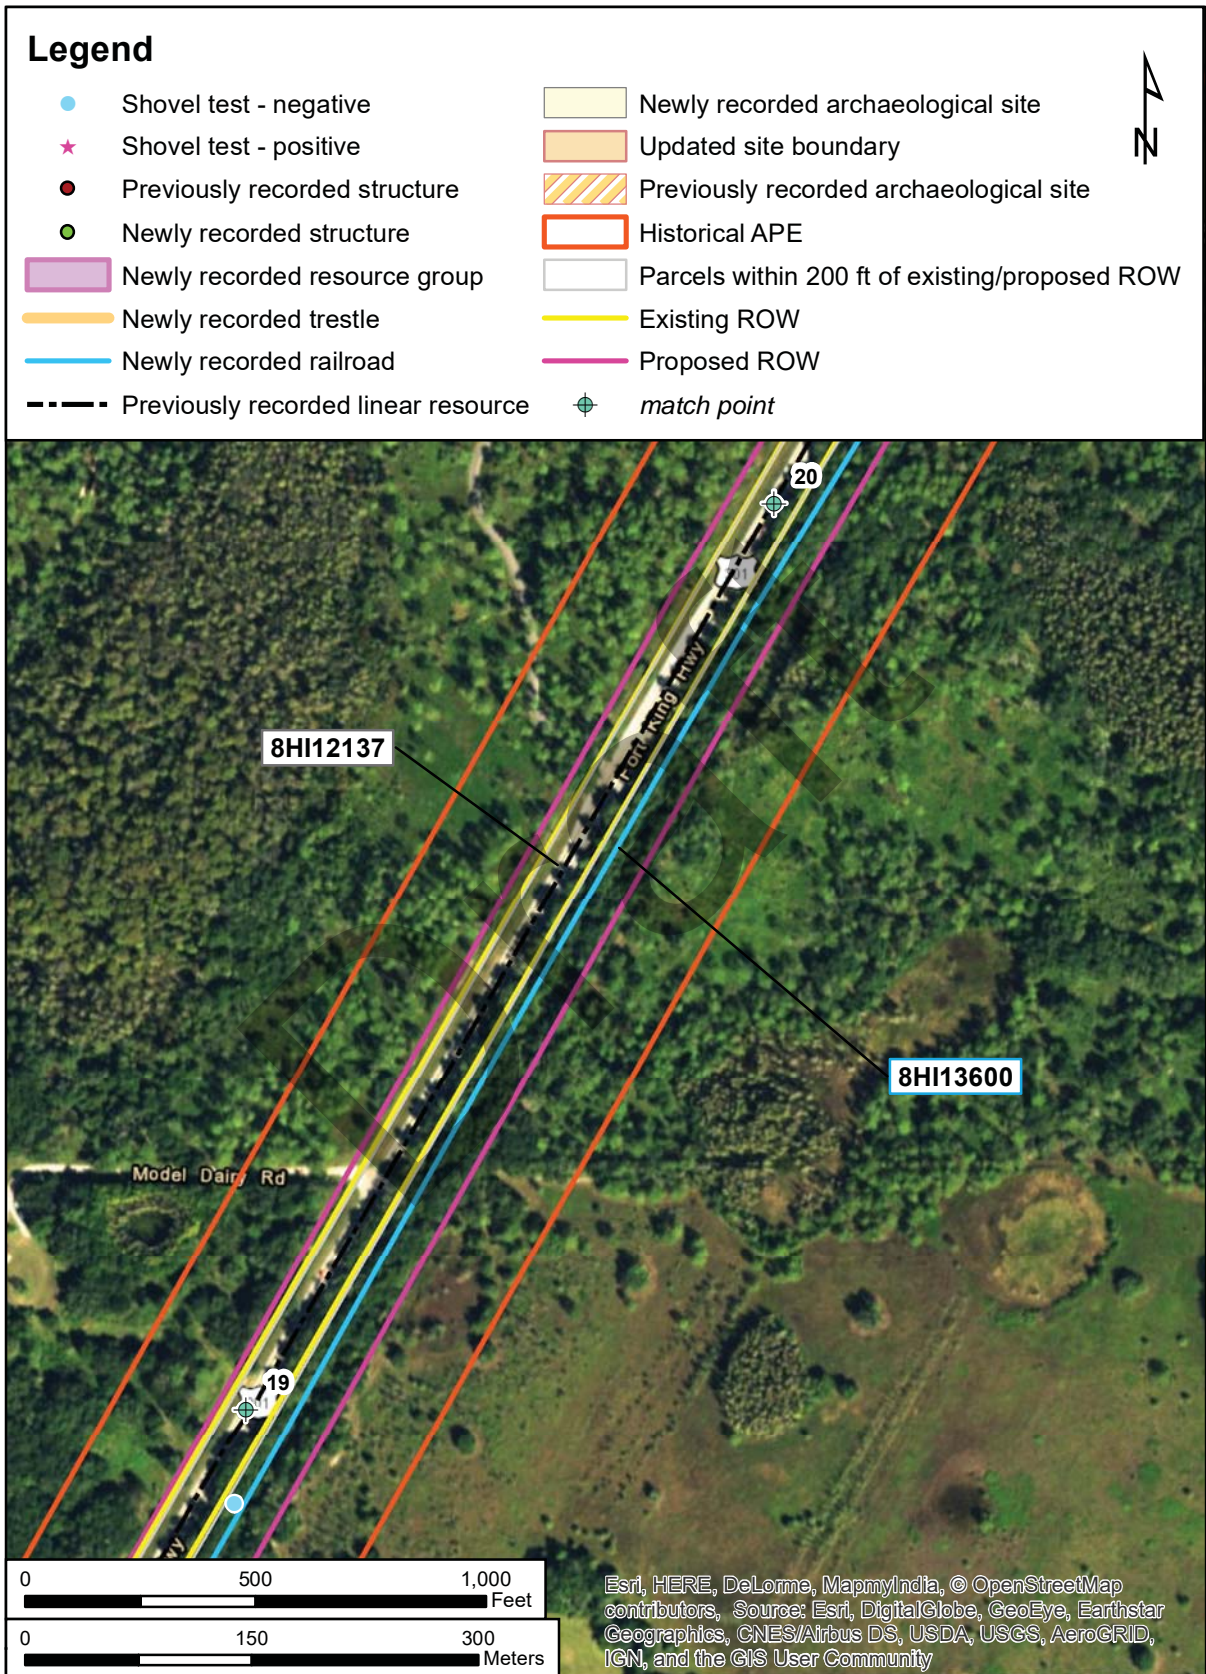 Legend
Shovel test - negative
Shovel test - positive
Previously recorded structure
Newly recorded structure
Newly recorded resource group
Newly recorded trestle
Newly recorded railroad
Previously recorded linear resource
Newly recorded archaeological site
Updated site boundary
Previously recorded archaeological site
Historical APE
Parcels within 200 ft of existing/proposed ROW
Existing ROW
Proposed ROW
match point
N
20
Fort King Hwy
8HI12137
8HI13600
Model Dairy Rd
19
wy
Draft
0 500 1,000
Feet
0 150 300
Meters
Esri, HERE, DeLorme, MapmyIndia, © OpenStreetMap
contributors, Source: Esri, DigitalGlobe, GeoEye, Earthstar
Geographics, CNES/Airbus DS, USDA, USGS, AeroGRID,
IGN, and the GIS User Community